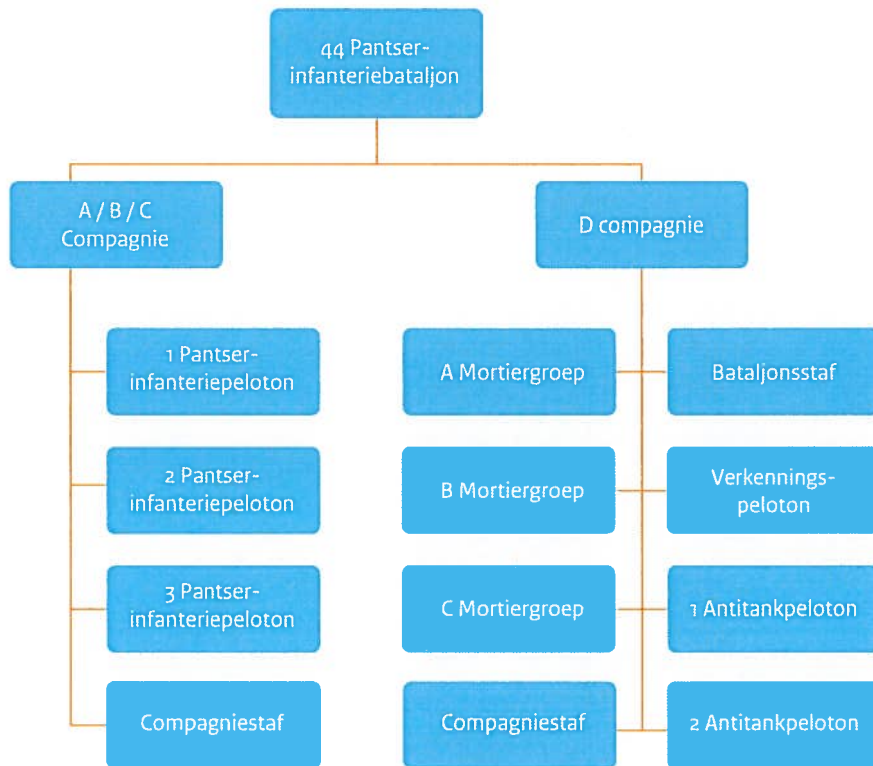 44 Pantser-
infanteriebataljon
A / B / C
Compagnie
D compagnie
1 Pantser-
infanteriepeloton
A Mortiergroep
Bataljonsstaf
2 Pantser-
infanteriepeloton
B Mortiergroep
Verkennings-
peloton
3 Pantser-
infanteriepeloton
C Mortiergroep
1 Antitankpeloton
Compagniestaf
Compagniestaf
2 Antitankpeloton